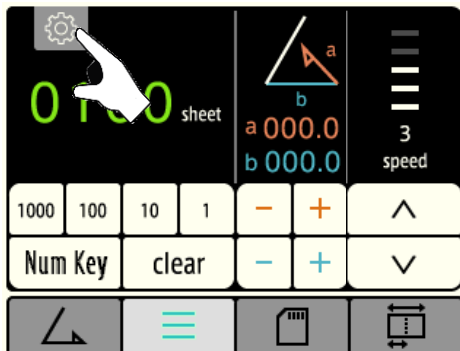 sheet
a
b
a 000.0
b 000.0
3
speed
1000 100 10 1 − +
Num Key clear − +